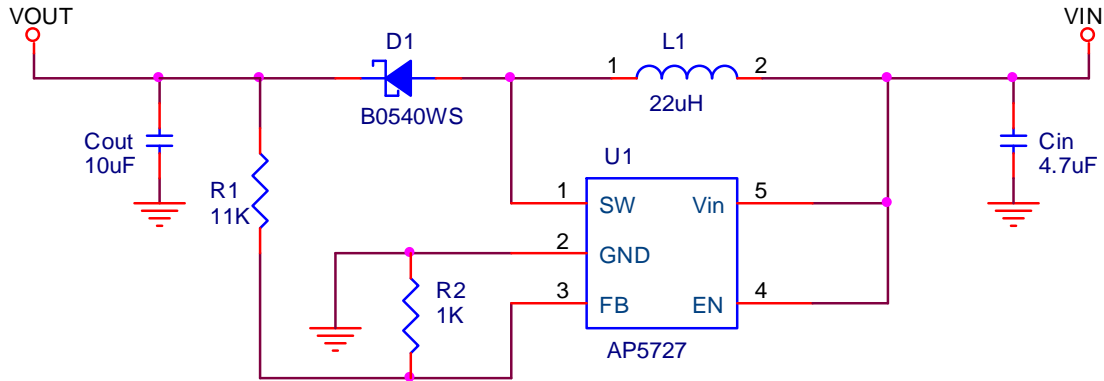 VOUT
VIN
D1
L1
1
2
B0540WS
22uH
Cout
10uF
Cin
4.7uF
U1
R1
11K
1
SW
Vin
5
2
GND
R2
1K
3
FB
EN
4
AP5727